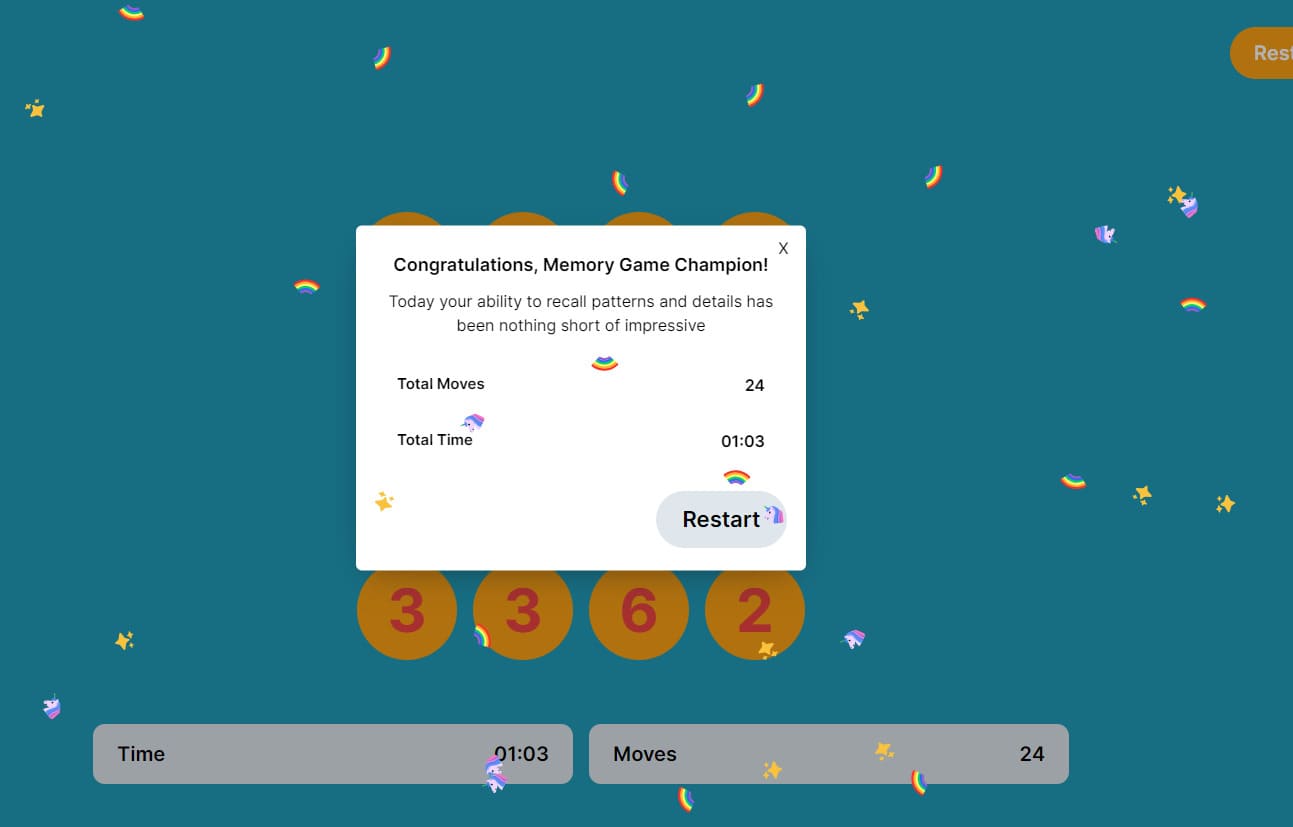 Rest
X
Congratulations, Memory Game Champion!
Today your ability to recall patterns and details has
been nothing short of impressive
Total Moves 24
Total Time 01:03
Restart
3 3 6 2
Time 01:03 Moves 24